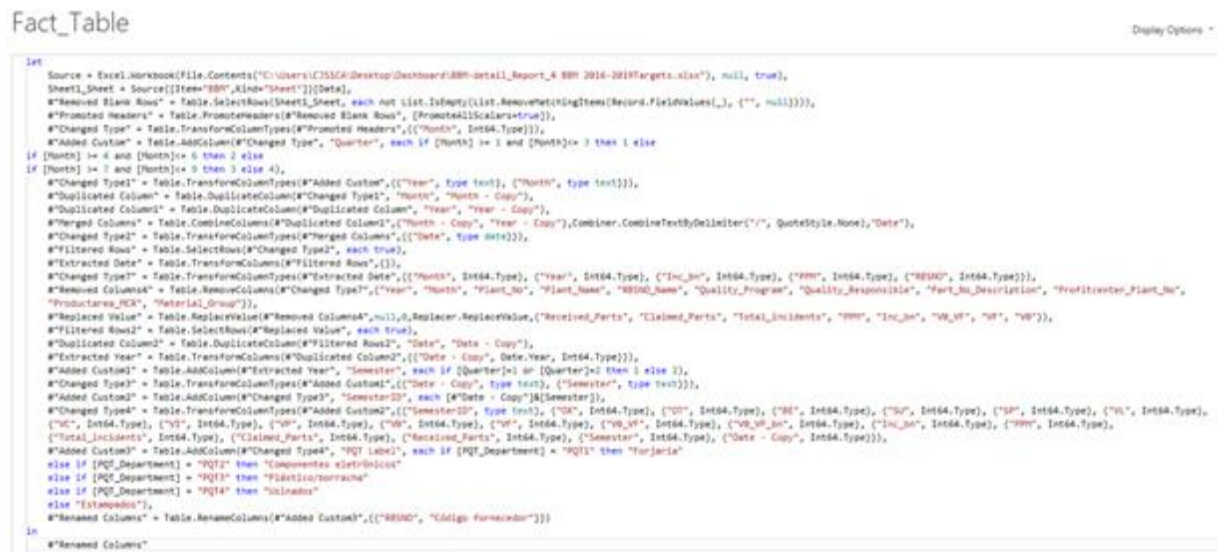 Fact_Table
Display Options
let
Source = Excel.Workbook(File.Contents("C:\Users\CJS1CA\Desktop\Dashboard\BBM-detail_Report_4 BBM 2016-2019Targets.xlsx"), null, true),
Sheet1_Sheet = Source{[Item="BBM",Kind="Sheet"]}[Data],
#"Removed Blank Rows" = Table.SelectRows(Sheet1_Sheet, each not List.IsEmpty(List.RemoveMatchingItems(Record.FieldValues(_), {"", null}))),
#"Promoted Headers" = Table.PromoteHeaders(#"Removed Blank Rows", [PromoteAllScalars=true]),
#"Changed Type" = Table.TransformColumnTypes(#"Promoted Headers",{{"Month", Int64.Type}}),
#"Added Custom" = Table.AddColumn(#"Changed Type", "Quarter", each if [Month] >= 1 and [Month]<= 3 then 1 else
if [Month] >= 4 and [Month]<= 6 then 2 else
if [Month] >= 7 and [Month]<= 9 then 3 else 4),
#"Changed Type1" = Table.TransformColumnTypes(#"Added Custom",{{"Year", type text}, {"Month", type text}}),
#"Duplicated Column" = Table.DuplicateColumn(#"Changed Type1", "Month", "Month - Copy"),
#"Duplicated Column1" = Table.DuplicateColumn(#"Duplicated Column", "Year", "Year - Copy"),
#"Merged Columns" = Table.CombineColumns(#"Duplicated Column1",{"Month - Copy", "Year - Copy"},Combiner.CombineTextByDelimiter("/", QuoteStyle.None),"Date"),
#"Changed Type2" = Table.TransformColumnTypes(#"Merged Columns",{{"Date", type date}}),
#"Filtered Rows" = Table.SelectRows(#"Changed Type2", each true),
#"Extracted Date" = Table.TransformColumns(#"Filtered Rows",{}),
#"Changed Type7" = Table.TransformColumnTypes(#"Extracted Date",{{"Month", Int64.Type}, {"Year", Int64.Type}, {"Inc_bn", Int64.Type}, {"PPM", Int64.Type}, {"RBSNO", Int64.Type}}),
#"Removed Columns4" = Table.RemoveColumns(#"Changed Type7",{"Year", "Month", "Plant_No", "Plant_Name", "RBSNO_Name", "Quality_Program", "Quality_Responsible", "Part_No_Description", "Profitcenter_Plant_No",
"Productarea_MCR", "Material_Group"}),
#"Replaced Value" = Table.ReplaceValue(#"Removed Columns4",null,0,Replacer.ReplaceValue,{"Received_Parts", "Claimed_Parts", "Total_incidents", "PPM", "Inc_bn", "V0_VF", "VF", "V0"}),
#"Filtered Rows2" = Table.SelectRows(#"Replaced Value", each true),
#"Duplicated Column2" = Table.DuplicateColumn(#"Filtered Rows2", "Date", "Date - Copy"),
#"Extracted Year" = Table.TransformColumns(#"Duplicated Column2",{{"Date - Copy", Date.Year, Int64.Type}}),
#"Added Custom1" = Table.AddColumn(#"Extracted Year", "Semester", each if [Quarter]=1 or [Quarter]=2 then 1 else 2),
#"Changed Type3" = Table.TransformColumnTypes(#"Added Custom1",{{"Date - Copy", type text}, {"Semester", type text}}),
#"Added Custom2" = Table.AddColumn(#"Changed Type3", "SemesterID", each [#"Date - Copy"]&[Semester]),
#"Changed Type4" = Table.TransformColumnTypes(#"Added Custom2",{{"SemesterID", type text}, {"OK", Int64.Type}, {"OT", Int64.Type}, {"BE", Int64.Type}, {"SU", Int64.Type}, {"SP", Int64.Type}, {"VL", Int64.Type},
{"VC", Int64.Type}, {"VI", Int64.Type}, {"VP", Int64.Type}, {"V0", Int64.Type}, {"VF", Int64.Type}, {"V0_VF", Int64.Type}, {"V0_VF_bn", Int64.Type}, {"Inc_bn", Int64.Type}, {"PPM", Int64.Type},
{"Total_incidents", Int64.Type}, {"Claimed_Parts", Int64.Type}, {"Received_Parts", Int64.Type}, {"Semester", Int64.Type}, {"Date - Copy", Int64.Type}}),
#"Added Custom3" = Table.AddColumn(#"Changed Type4", "PQT Label", each if [PQT_Department] = "PQT1" then "Forjaria"
else if [PQT_Department] = "PQT2" then "Componentes eletrônicos"
else if [PQT_Department] = "PQT3" then "Plástico/borracha"
else if [PQT_Department] = "PQT4" then "Usinados"
else "Estampados"),
#"Renamed Columns" = Table.RenameColumns(#"Added Custom3",{{"RBSNO", "Código fornecedor"}})
in
#"Renamed Columns"